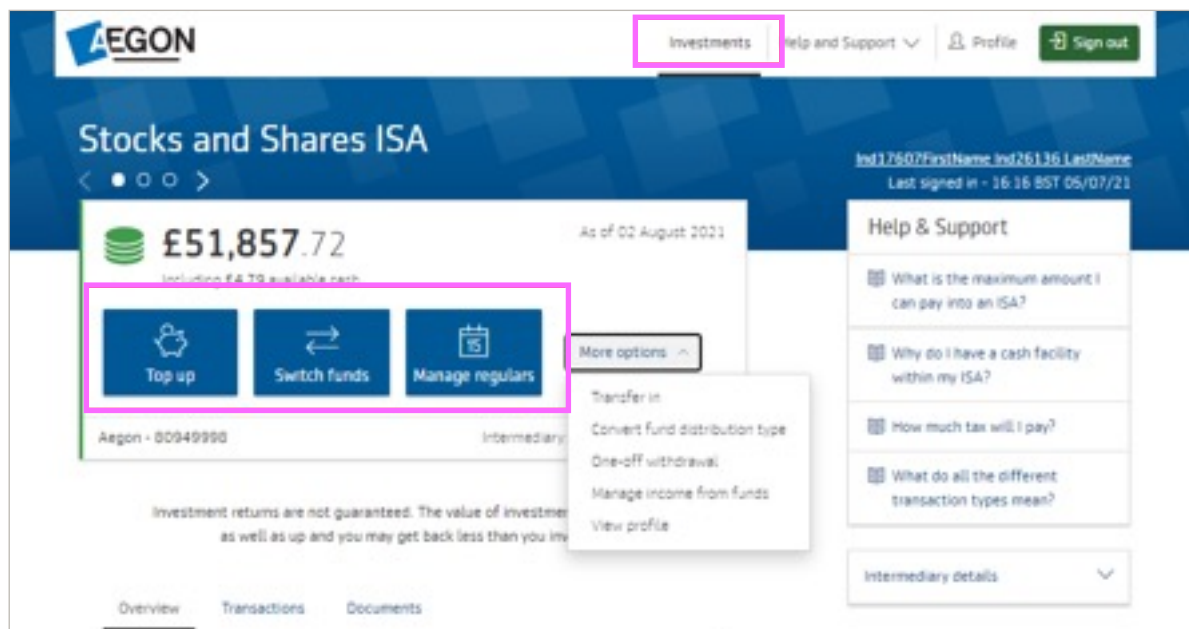 AEGON
Investments
Help and Support
Profile
Sign out
Stocks and Shares ISA
Ind17607FirstName Ind26136 LastName
Last signed in - 16:16 BST 05/07/21
£51,857.72
As of 02 August 2021
Including £4.79 available cash
Top up
Switch funds
15
Manage regulars
More options
Transfer in
Convert fund distribution type
One-off withdrawal
Manage income from funds
View profile
Aegon - 80949998
Intermediary
Investment returns are not guaranteed. The value of
as well as up and you may get back less than you
Overview
Transactions
Documents
Help & Support
What is the maximum amount I
can pay into an ISA?
Why do I have a cash facility
within my ISA?
How much tax will I pay?
What do all the different
transaction types mean?
Intermediary details